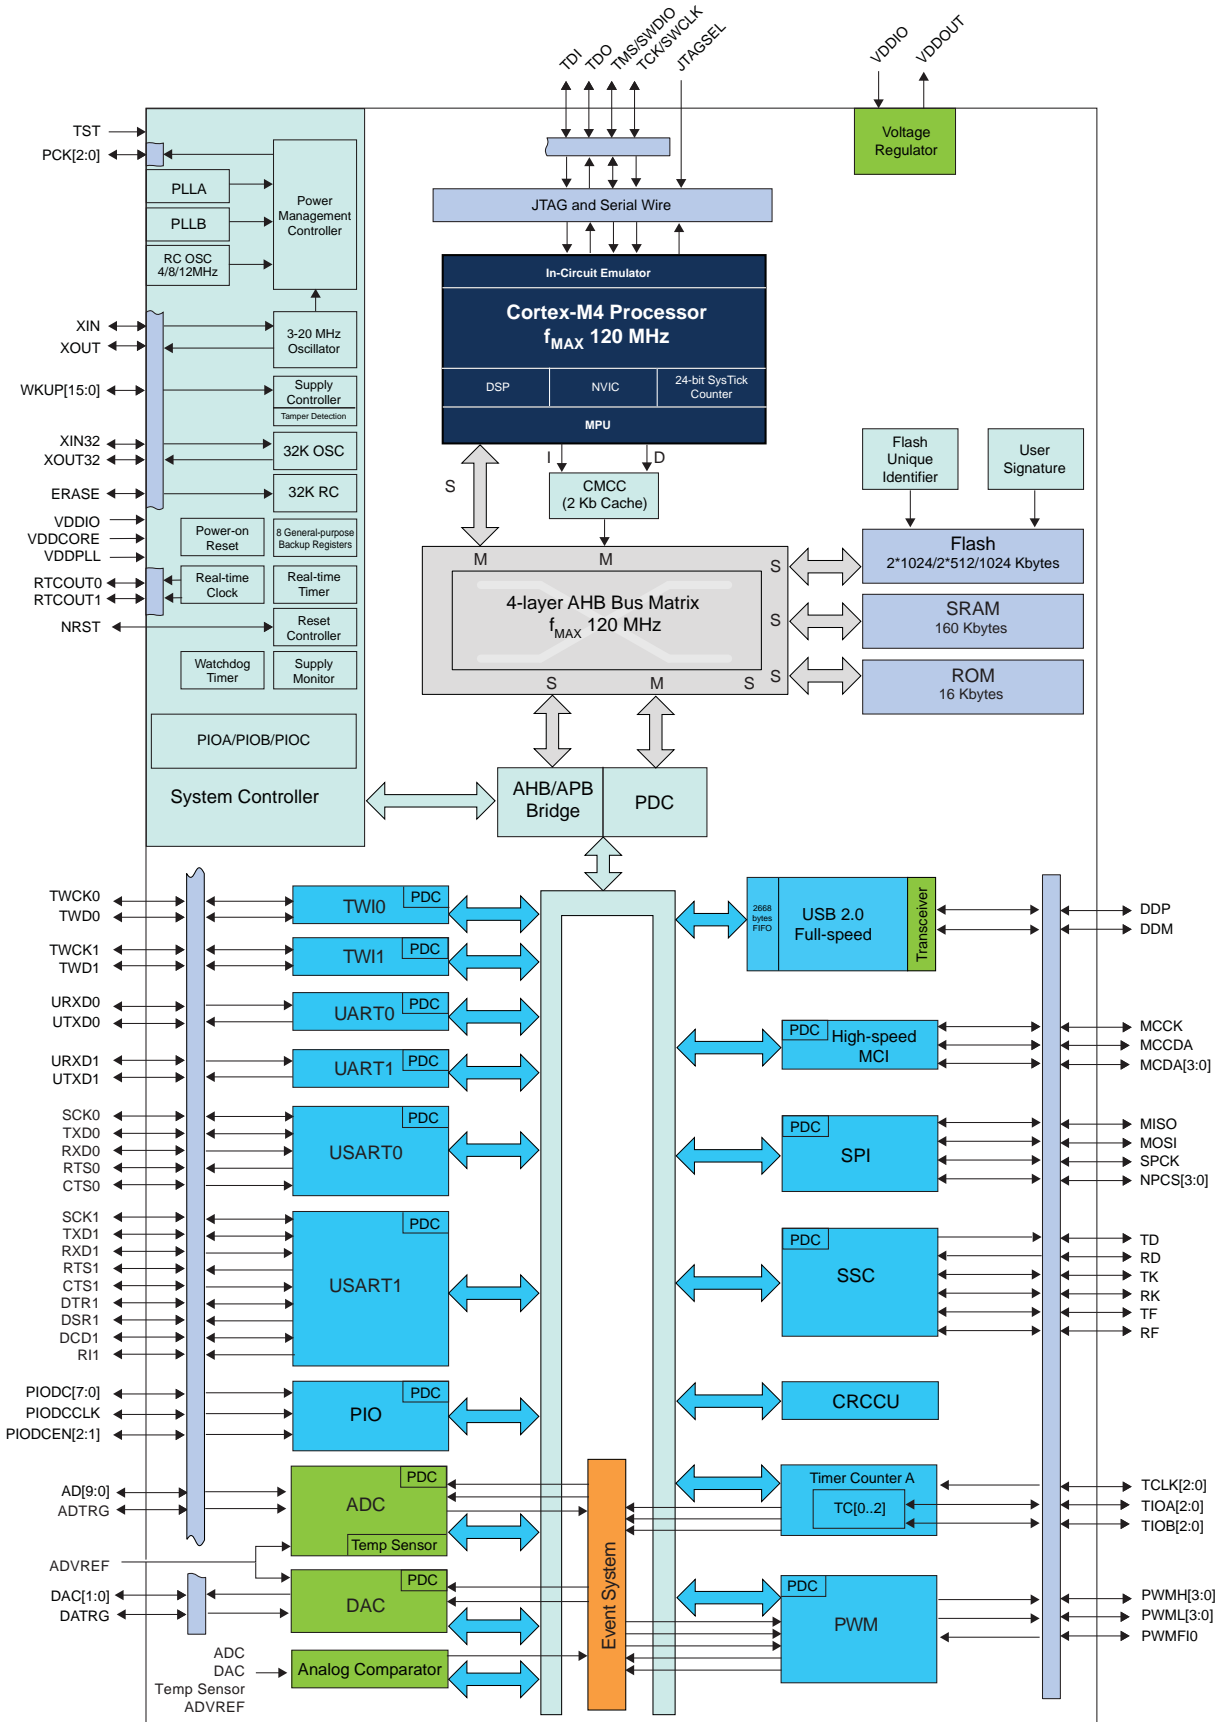 TDI
TDO
TMS/SWDIO
TCK/SWCLK
JTAGSEL
VDDIO
VDDOUT
Voltage
Regulator
TST
PCK[2:0]
PLLA
PLLB
RC OSC
4/8/12MHz
Power
Management
Controller
JTAG and Serial Wire
In-Circuit Emulator
Cortex-M4 Processor
fMAX 120 MHz
DSP
NVIC
24-bit SysTick
Counter
MPU
XIN
XOUT
3-20 MHz
Oscillator
WKUP[15:0]
Supply
Controller
Tamper Detection
XIN32
XOUT32
32K OSC
ERASE
32K RC
VDDIO
VDDCORE
VDDPLL
Power-on
Reset
8 General-purpose
Backup Registers
RTCOUT0
RTCOUT1
Real-time
Clock
Real-time
Timer
NRST
Reset
Controller
Watchdog
Timer
Supply
Monitor
PIOA/PIOB/PIOC
System Controller
S
I
D
CMCC
(2 Kb Cache)
Flash
Unique
Identifier
User
Signature
M
M
S
Flash
2*1024/2*512/1024 Kbytes
4-layer AHB Bus Matrix
fMAX 120 MHz
S
SRAM
160 Kbytes
S
M
S
S
ROM
16 Kbytes
AHB/APB
Bridge
PDC
TWCK0
TWD0
PDC
TWI0
TWCK1
TWD1
PDC
TWI1
URXD0
UTXD0
PDC
UART0
URXD1
UTXD1
PDC
UART1
SCK0
TXD0
RXD0
RTS0
CTS0
PDC
USART0
SCK1
TXD1
RXD1
RTS1
CTS1
DTR1
DSR1
DCD1
RI1
PDC
USART1
PIODC[7:0]
PIODCCLK
PIODCEN[2:1]
PDC
PIO
AD[9:0]
ADTRG
PDC
ADC
Temp Sensor
ADVREF
DAC[1:0]
DATRG
PDC
DAC
ADC
DAC
Temp Sensor
ADVREF
Analog Comparator
Event System
2668
bytes
FIFO
USB 2.0
Full-speed
Transceiver
DDP
DDM
PDC
High-speed
MCI
MCCK
MCCDA
MCDA[3:0]
PDC
SPI
MISO
MOSI
SPCK
NPCS[3:0]
PDC
SSC
TD
RD
TK
RK
TF
RF
CRCCU
Timer Counter A
TC[0..2]
TCLK[2:0]
TIOA[2:0]
TIOB[2:0]
PDC
PWM
PWMH[3:0]
PWML[3:0]
PWMFI0